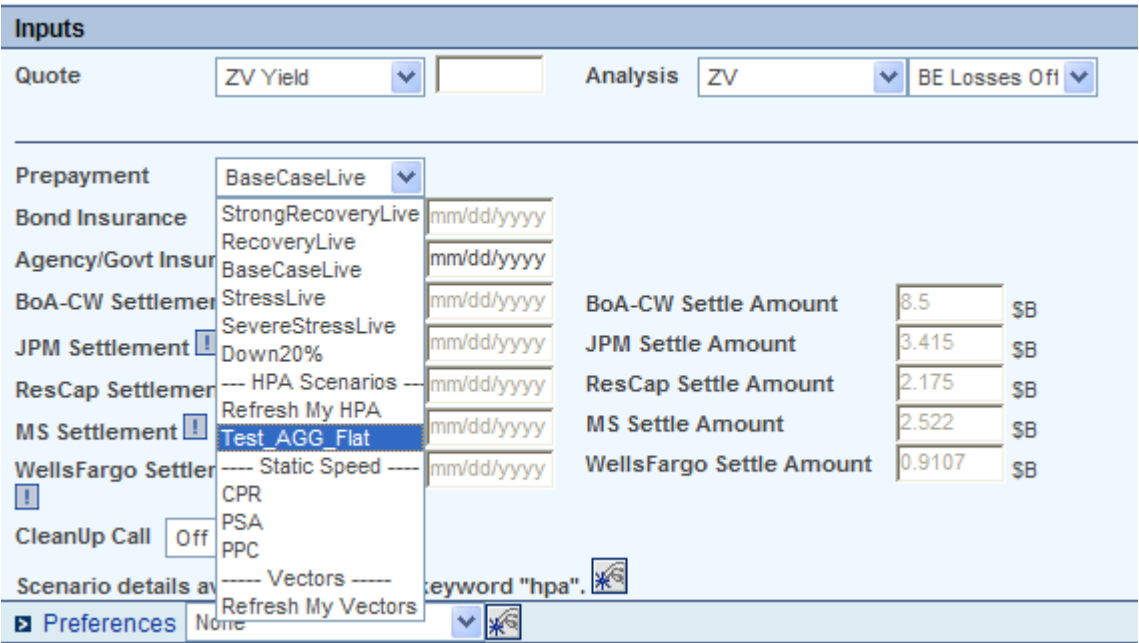 Inputs
Quote ZV Yield Analysis ZV BE Losses Off
Prepayment BaseCaseLive
Bond Insurance StrongRecoveryLive mm/dd/yyyy
RecoveryLive
Agency/Govt Insur BaseCaseLive mm/dd/yyyy
BoA-CW Settlemen StressLive mm/dd/yyyy BoA-CW Settle Amount 8.5 $B
SevereStressLive
JPM Settlement ! Down20% mm/dd/yyyy JPM Settle Amount 3.415 $B
ResCap Settlemen --- HPA Scenarios --- mm/dd/yyyy ResCap Settle Amount 2.175 $B
Refresh My HPA
MS Settlement ! Test_AGG_Flat mm/dd/yyyy MS Settle Amount 2.522 $B
WellsFargo Settler ---- Static Speed ---- mm/dd/yyyy WellsFargo Settle Amount 0.9107 $B
! CPR
PSA
CleanUp Call Off PPC
----- Vectors -----
Scenario details av eyword "hpa".
Refresh My Vectors
Preferences None